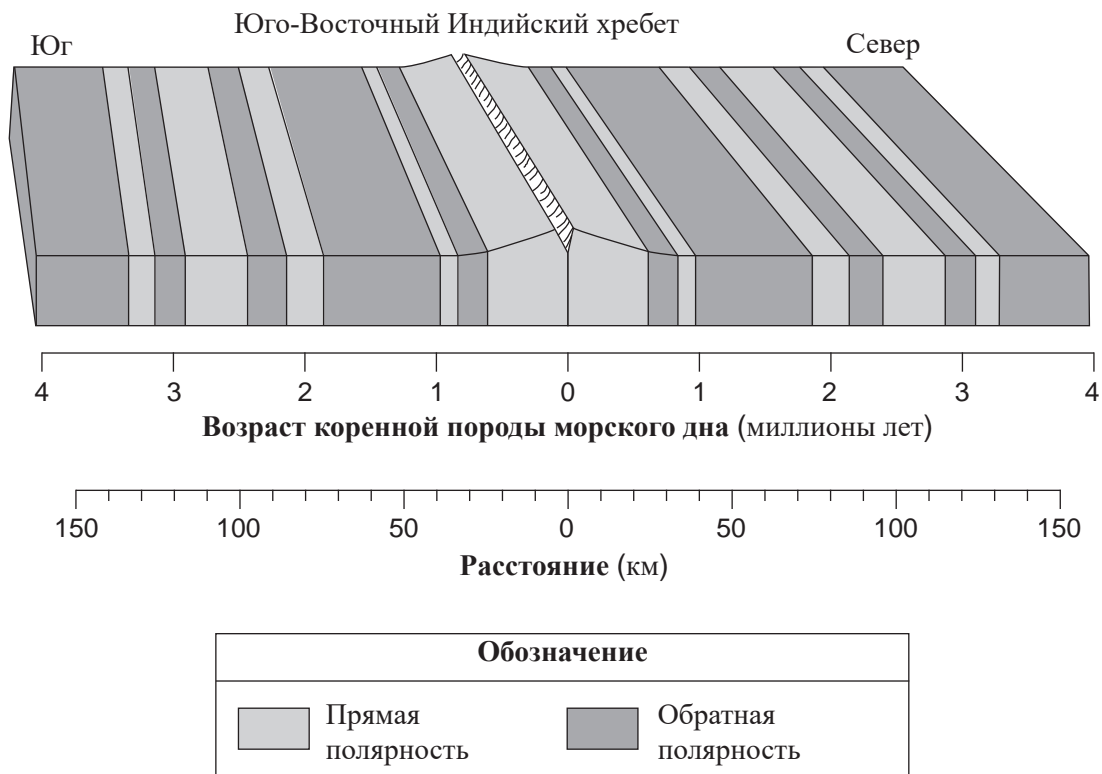 Юго-Восточный Индийский хребет
Юг
Север
4 3 2 1 0 1 2 3 4
Возраст коренной породы морского дна (миллионы лет)
150 100 50 0 50 100 150
Расстояние (км)
Обозначение
Прямая
полярность
Обратная
полярность